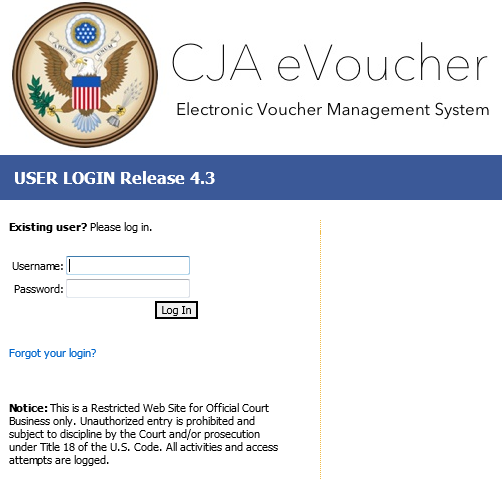 CJA eVoucher
Electronic Voucher Management System
USER LOGIN Release 4.3
Existing user? Please log in.
Username:
Password:
Log In
Forgot your login?
Notice: This is a Restricted Web Site for Official Court
Business only. Unauthorized entry is prohibited and
subject to discipline by the Court and/or prosecution
under Title 18 of the U.S. Code. All activities and access
attempts are logged.